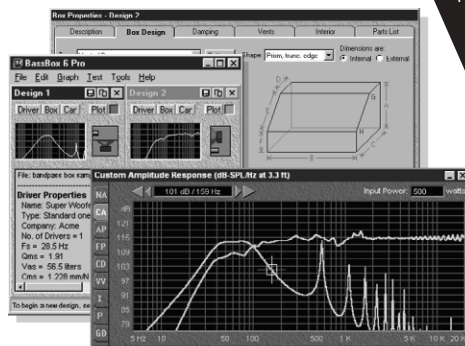 Box Properties - Design 2
Description Box Design Damping Vents Interior Parts List
Shape: Prism, trunc. edge
Dimensions are:
Internal External
D
G
E
A
H
F
B
C
BassBox 6 Pro
File Edit Graph Test Tools Help
Design 1
Design 2
Driver Box Car Plot
Driver Box Car Plot
File: bandpass box sam
Driver Properties
Name: Super Woofe
Type: Standard one
Company: Acme
No. of Drivers = 1
Fs = 28.5 Hz
Qms = 1.91
Vas = 56.5 liters
Cms = 1.228 mm/N
To begin a new design, se
Custom Amplitude Response (dB-SPL/Hz at 3.3 ft)
101 dB / 159 Hz
Input Power: 500 watts
NA
CA
AP
FP
CD
VV
I
P
GD
dB
121
115
109
103
97
91
85
79
5 Hz 10 50 100 500 1 K 5 K 10 K 20 K